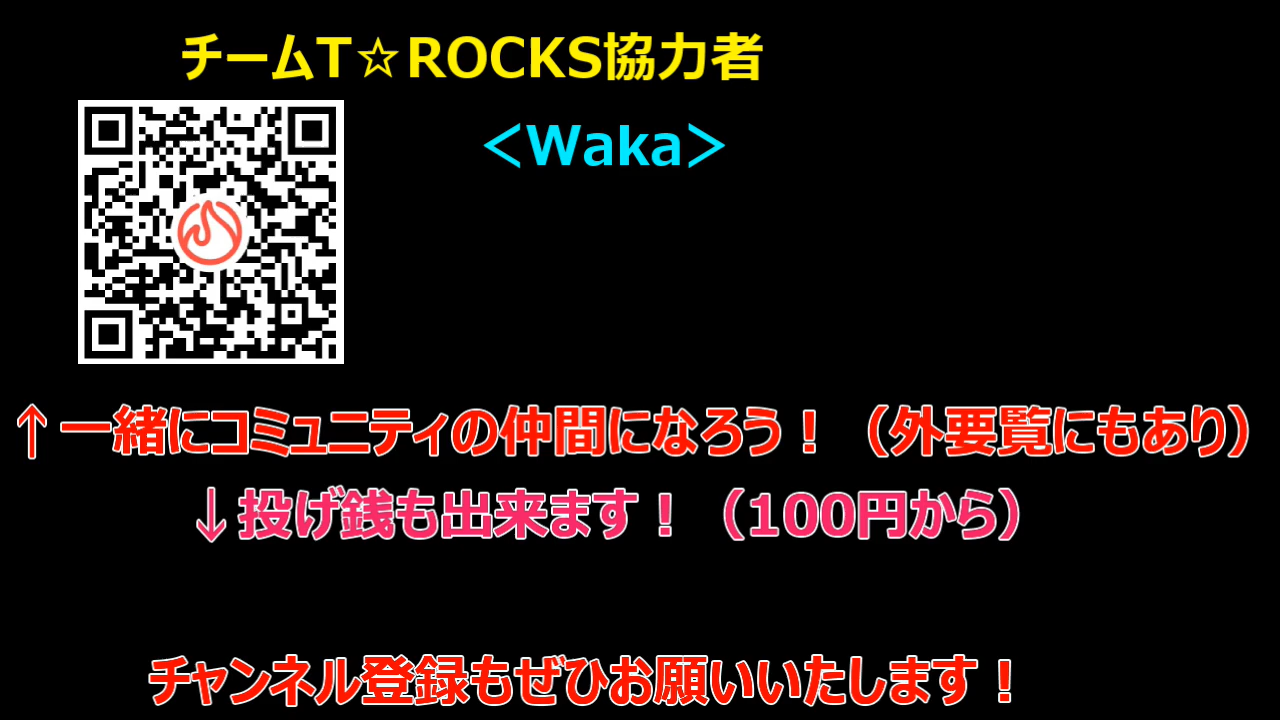 チームT☆ROCKS協力者
＜Waka＞
↑一緒にコミュニティの仲間になろう！（外要覧にもあり）
↓投げ銭も出来ます！（100円から）
チャンネル登録もぜひお願いいたします！